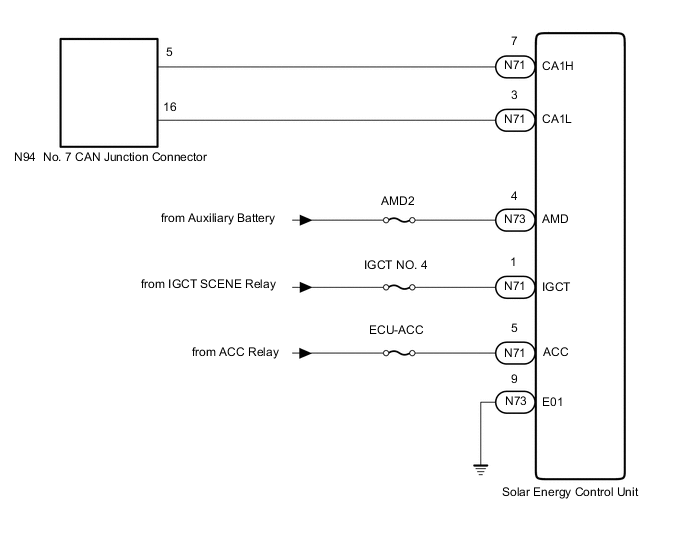 7
5
N71 CA1H
3
16
N71 CA1L
N94 No. 7 CAN Junction Connector
AMD2
4
from Auxiliary Battery
N73 AMD
IGCT NO. 4
1
from IGCT SCENE Relay
N71 IGCT
ECU-ACC
5
from ACC Relay
N71 ACC
9
N73 E01
Solar Energy Control Unit